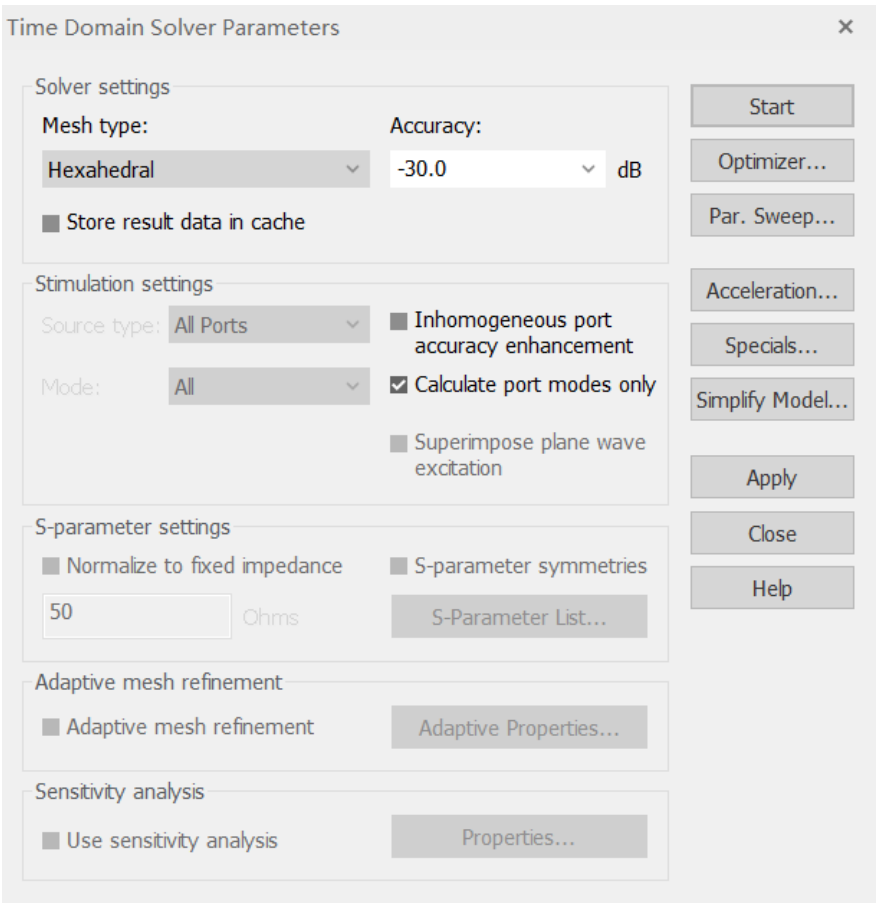 Time Domain Solver Parameters
Solver settings
Mesh type:
Accuracy:
Hexahedral
-30.0
dB
Store result data in cache
Stimulation settings
Source type:
All Ports
Inhomogeneous port
accuracy enhancement
Mode:
All
Calculate port modes only
Superimpose plane wave
excitation
S-parameter settings
Normalize to fixed impedance
S-parameter symmetries
50
Ohms
S-Parameter List...
Adaptive mesh refinement
Adaptive mesh refinement
Adaptive Properties...
Sensitivity analysis
Use sensitivity analysis
Properties...
Start
Optimizer...
Par. Sweep...
Acceleration...
Specials...
Simplify Model...
Apply
Close
Help